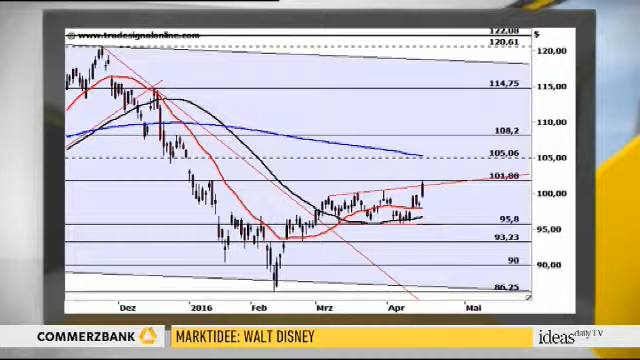 www.tradesignalonline.com
122,08
$
120,61
120,00
114,75
115,00
110,00
108,2
105,06
105,00
101,88
100,00
95,8
95,00
93,23
90
90,00
86,25
Dez
2016
Feb
Mrz
Apr
Mai
COMMERZBANK
MARKTIDEE: WALT DISNEY
ideas daily TV